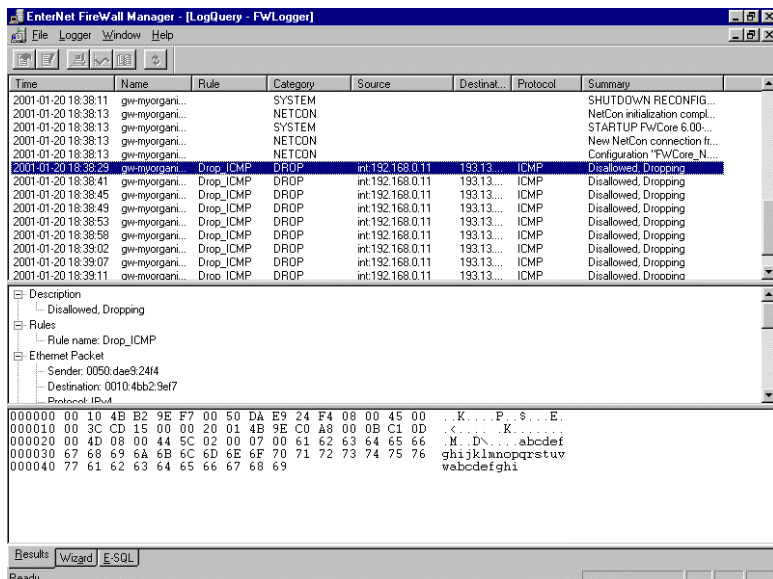 EnterNet FireWall Manager - [LogQuery - FWLogger]
File Logger Window Help
Time Name Rule Category Source Destinat... Protocol Summary
2001-01-20 18:38:11 gw-myorgani... SYSTEM SHUTDOWN RECONFIG...
2001-01-20 18:38:13 gw-myorgani... NETCON NetCon initialization compl...
2001-01-20 18:38:13 gw-myorgani... SYSTEM STARTUP FWCore 6.00-...
2001-01-20 18:38:13 gw-myorgani... NETCON New NetCon connection fr...
2001-01-20 18:38:13 gw-myorgani... NETCON Configuration "FWCore_N....
2001-01-20 18:38:29 gw-myorgani... Drop_ICMP DROP int:192.168.0.11 193.13.... ICMP Disallowed, Dropping
2001-01-20 18:38:41 gw-myorgani... Drop_ICMP DROP int:192.168.0.11 193.13.... ICMP Disallowed, Dropping
2001-01-20 18:38:45 gw-myorgani... Drop_ICMP DROP int:192.168.0.11 193.13.... ICMP Disallowed, Dropping
2001-01-20 18:38:49 gw-myorgani... Drop_ICMP DROP int:192.168.0.11 193.13.... ICMP Disallowed, Dropping
2001-01-20 18:38:53 gw-myorgani... Drop_ICMP DROP int:192.168.0.11 193.13.... ICMP Disallowed, Dropping
2001-01-20 18:38:58 gw-myorgani... Drop_ICMP DROP int:192.168.0.11 193.13.... ICMP Disallowed, Dropping
2001-01-20 18:39:02 gw-myorgani... Drop_ICMP DROP int:192.168.0.11 193.13.... ICMP Disallowed, Dropping
2001-01-20 18:39:07 gw-myorgani... Drop_ICMP DROP int:192.168.0.11 193.13.... ICMP Disallowed, Dropping
2001-01-20 18:39:11 gw-myorgani... Drop_ICMP DROP int:192.168.0.11 193.13.... ICMP Disallowed, Dropping
Description
Disallowed, Dropping
Rules
Rule name: Drop_ICMP
Ethernet Packet
Sender: 0050:dae9:24f4
Destination: 0010:4bb2:9ef7
Protocol: IPv4
000000 00 10 4B B2 9E F7 00 50 DA E9 24 F4 08 00 45 00 ..K....P..$...E.
000010 00 3C CD 15 00 00 20 01 4B 9E C0 A8 00 0B C1 0D .<.... .K.......
000020 00 4D 08 00 44 5C 02 00 07 00 61 62 63 64 65 66 .M..D\....abcdef
000030 67 68 69 6A 6B 6C 6D 6E 6F 70 71 72 73 74 75 76 ghijklmnopqrstuv
000040 77 61 62 63 64 65 66 67 68 69 wabcdefghi
Results Wizard E-SQL
Ready